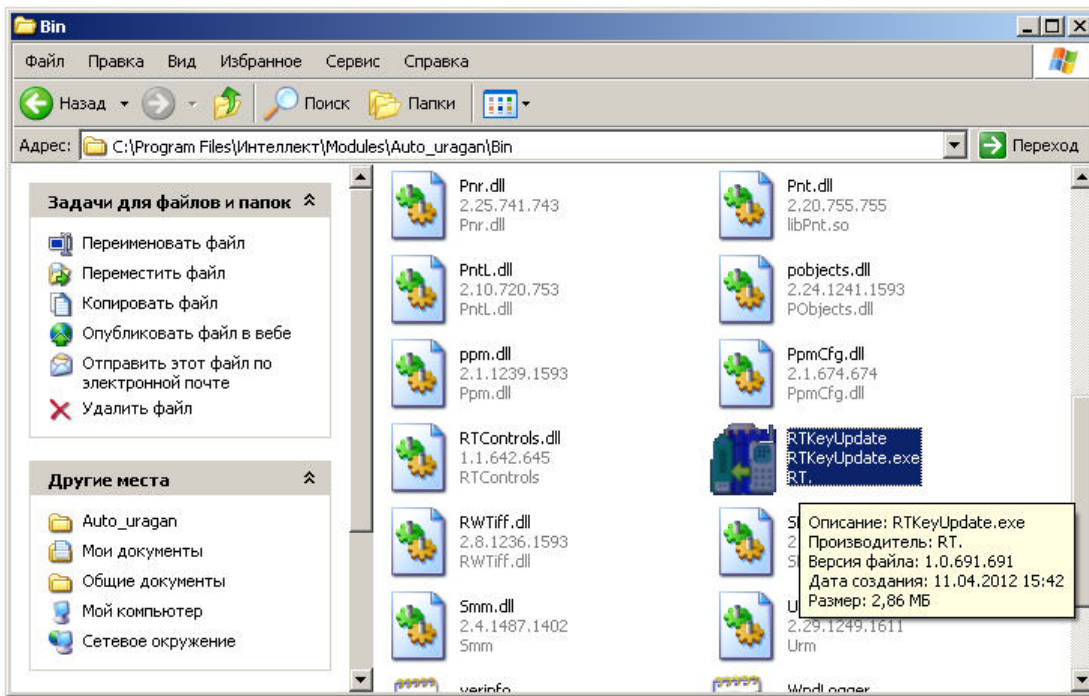 Bin
Файл Правка Вид Избранное Сервис Справка
Назад Поиск Папки
Адрес: C:\Program Files\Интеллект\Modules\Auto_uragan\Bin Переход
Задачи для файлов и папок
Переименовать файл
Переместить файл
Копировать файл
Опубликовать файл в вебе
Отправить этот файл по
электронной почте
Удалить файл
Другие места
Auto_uragan
Мои документы
Общие документы
Мой компьютер
Сетевое окружение
Pnr.dll
2.25.741.743
Pnr.dll
Pnt.dll
2.20.755.755
libPnt.so
PntL.dll
2.10.720.753
PntL.dll
pobjects.dll
2.24.1241.1593
PObjects.dll
ppm.dll
2.1.1239.1593
Ppm.dll
PpmCfg.dll
2.1.674.674
PpmCfg.dll
RTControls.dll
1.1.642.645
RTControls
RTKeyUpdate
RTKeyUpdate.exe
RT.
RWTiff.dll
2.8.1236.1593
RWTiff.dll
Описание: RTKeyUpdate.exe
Производитель: RT.
Версия файла: 1.0.691.691
Дата создания: 11.04.2012 15:42
Размер: 2,86 МБ
Smm.dll
2.4.1487.1402
Smm
2.29.1249.1611
Urm
verinfo
WndLogger